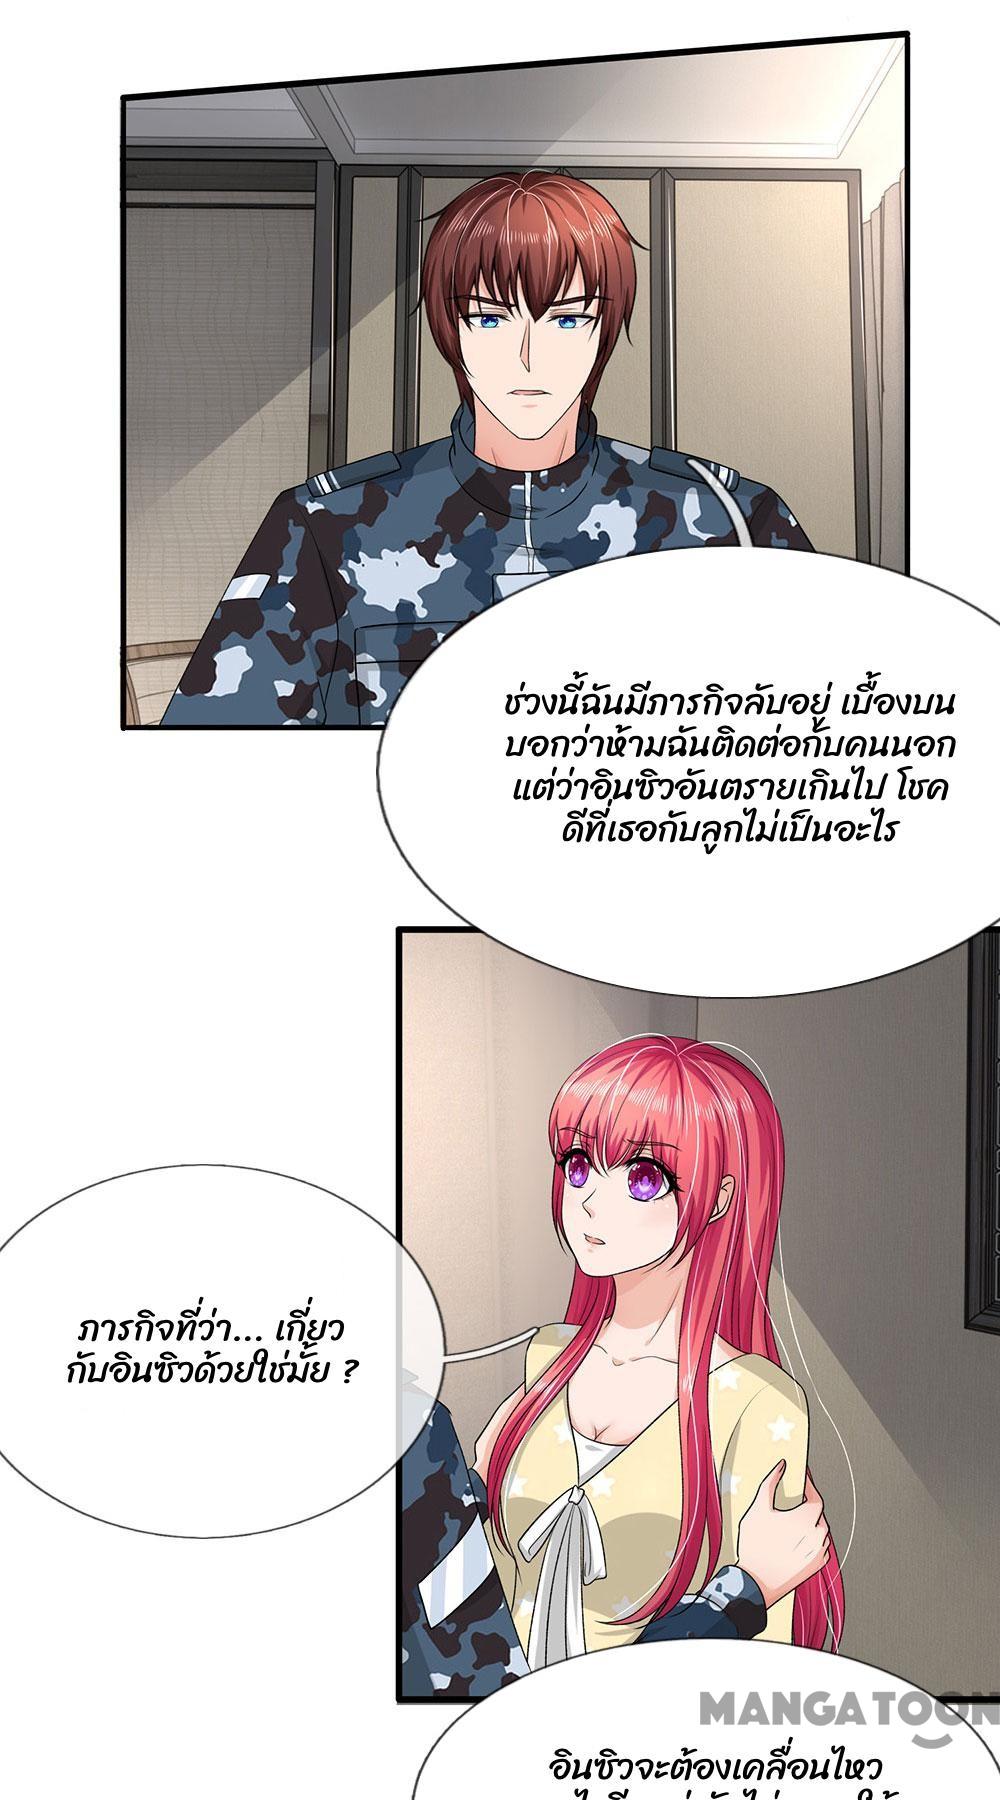 ช่วงนี้ฉันมีภารกิจลับอยู่ เบื้องบน
บอกว่าห้ามฉันติดต่อกับคนนอก
แต่ว่าอินซิวอันตรายเกินไป โชค
ดีที่เธอกับลูกไม่เป็นอะไร
ภารกิจที่ว่า... เกี่ยว
กับอินซิวด้วยใช่มั้ย ?
MANGATOON
อินซิวจะต้องเคลื่อนไหว